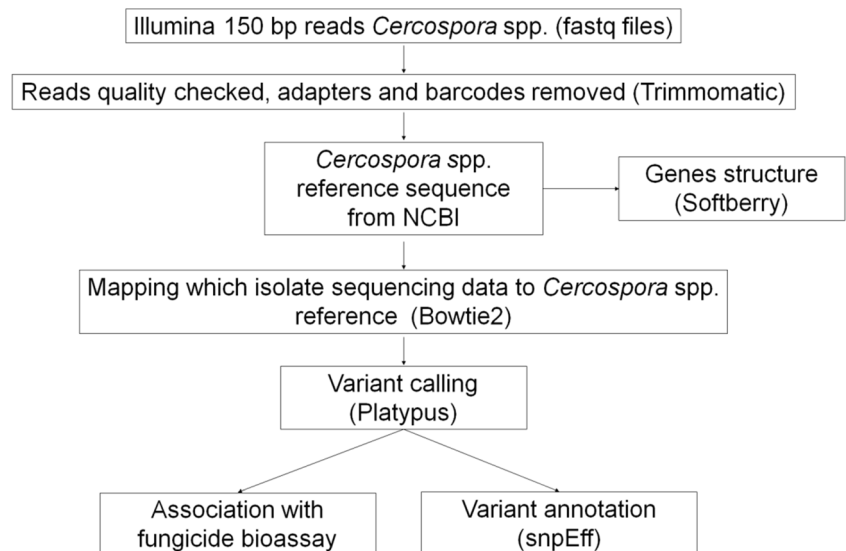 Illumina 150 bp reads Cercospora spp. (fastq files)
Reads quality checked, adapters and barcodes removed (Trimmomatic)
Cercospora spp.
reference sequence
from NCBI
Genes structure
(Softberry)
Mapping which isolate sequencing data to Cercospora spp.
reference (Bowtie2)
Variant calling
(Platypus)
Association with
fungicide bioassay
Variant annotation
(snpEff)